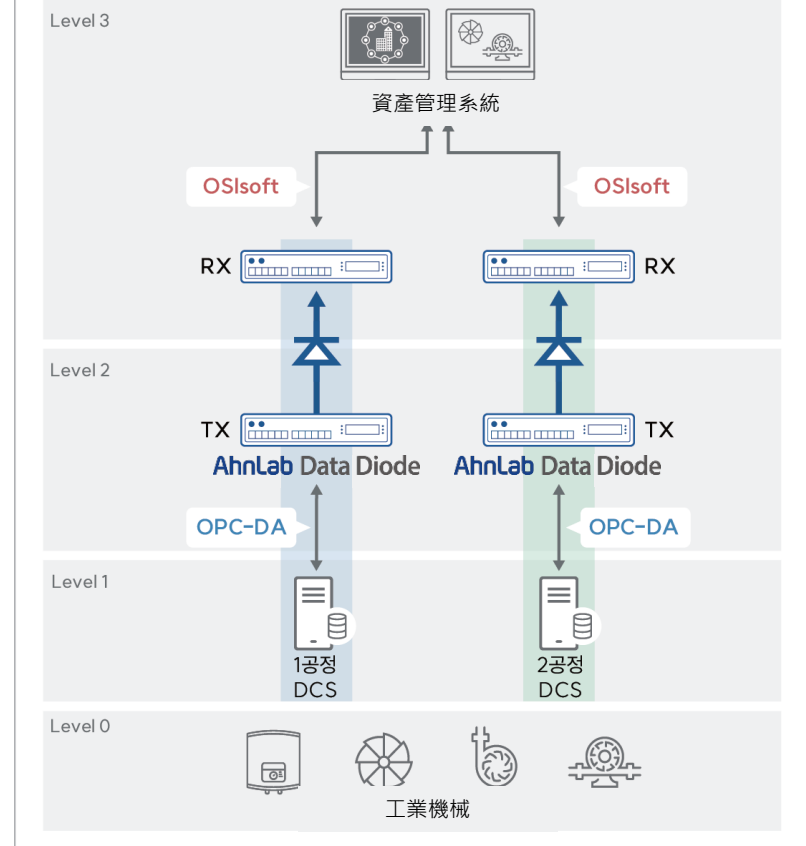 Level 3
資產管理系統
OSIsoft
OSIsoft
RX
RX
Level 2
TX
TX
AhnLab Data Diode
AhnLab Data Diode
OPC-DA
OPC-DA
Level 1
1공정
DCS
2공정
DCS
Level 0
工業機械